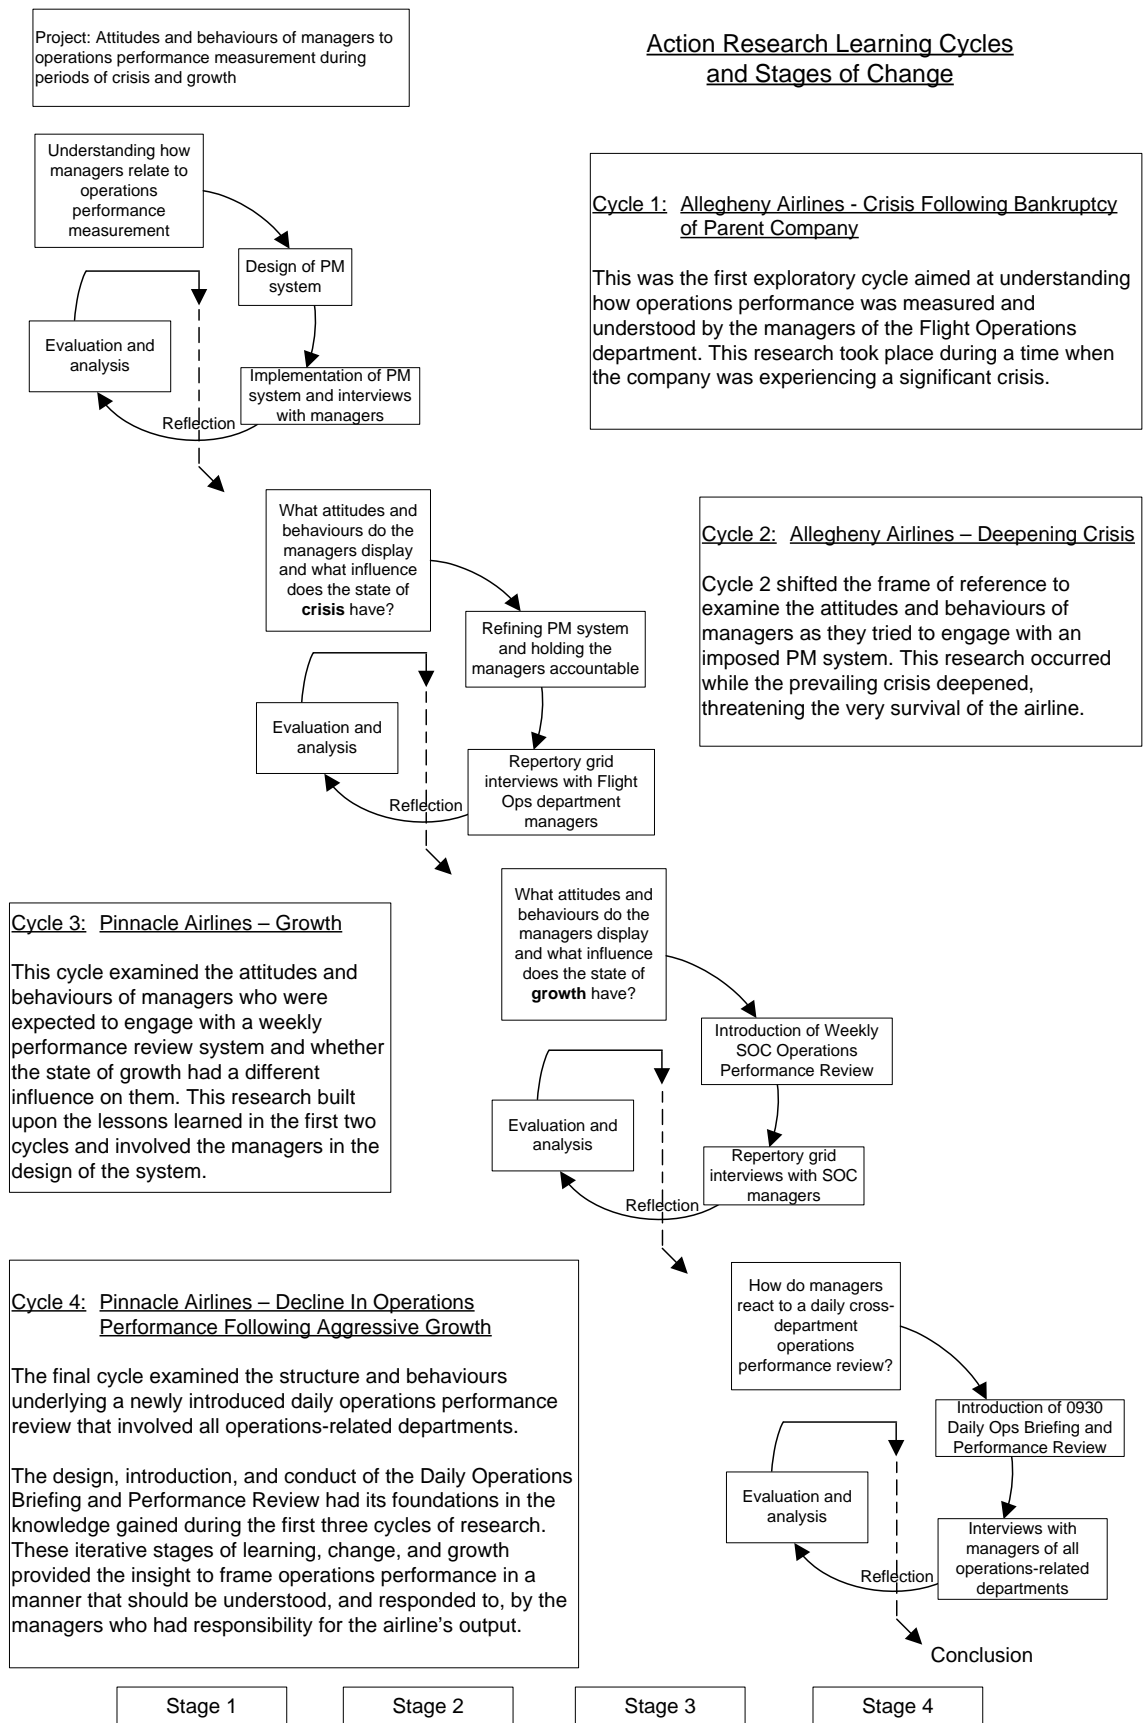 Project: Attitudes and behaviours of managers to
operations performance measurement during
periods of crisis and growth
Action Research Learning Cycles
and Stages of Change
Understanding how
managers relate to
operations
performance
measurement
Design of PM
system
Implementation of PM
system and interviews
with managers
Reflection
Evaluation and
analysis
Cycle 1: Allegheny Airlines - Crisis Following Bankruptcy
of Parent Company
This was the first exploratory cycle aimed at understanding
how operations performance was measured and
understood by the managers of the Flight Operations
department. This research took place during a time when
the company was experiencing a significant crisis.
What attitudes and
behaviours do the
managers display
and what influence
does the state of
crisis have?
Refining PM system
and holding the
managers accountable
Repertory grid
interviews with Flight
Ops department
managers
Reflection
Evaluation and
analysis
Cycle 2: Allegheny Airlines – Deepening Crisis
Cycle 2 shifted the frame of reference to
examine the attitudes and behaviours of
managers as they tried to engage with an
imposed PM system. This research occurred
while the prevailing crisis deepened,
threatening the very survival of the airline.
What attitudes and
behaviours do the
managers display
and what influence
does the state of
growth have?
Introduction of Weekly
SOC Operations
Performance Review
Repertory grid
interviews with SOC
managers
Reflection
Evaluation and
analysis
Cycle 3: Pinnacle Airlines – Growth
This cycle examined the attitudes and
behaviours of managers who were
expected to engage with a weekly
performance review system and whether
the state of growth had a different
influence on them. This research built
upon the lessons learned in the first two
cycles and involved the managers in the
design of the system.
How do managers
react to a daily cross-
department
operations
performance review?
Introduction of 0930
Daily Ops Briefing and
Performance Review
Interviews with
managers of all
operations-related
departments
Reflection
Evaluation and
analysis
Conclusion
Cycle 4: Pinnacle Airlines – Decline In Operations
Performance Following Aggressive Growth
The final cycle examined the structure and behaviours
underlying a newly introduced daily operations performance
review that involved all operations-related departments.
The design, introduction, and conduct of the Daily Operations
Briefing and Performance Review had its foundations in the
knowledge gained during the first three cycles of research.
These iterative stages of learning, change, and growth
provided the insight to frame operations performance in a
manner that should be understood, and responded to, by the
managers who had responsibility for the airline’s output.
Stage 1
Stage 2
Stage 3
Stage 4